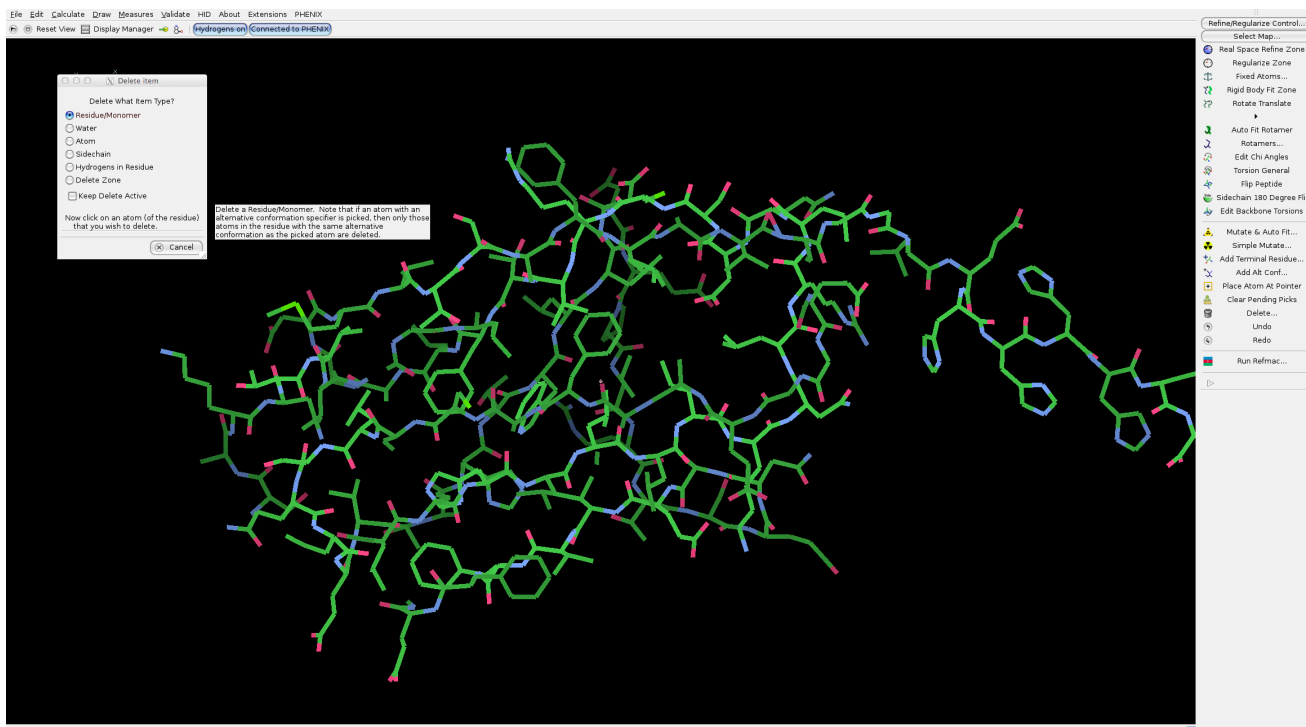 File Edit Calculate Draw Measures Validate HID About Extensions PHENIX
Reset View Display Manager Hydrogens on Connected to PHENIX
Delete item
Delete What Item Type?
Residue/Monomer
Water
Atom
Sidechain
Hydrogens in Residue
Delete Zone
Keep Delete Active
Now click on an atom (of the residue)
that you wish to delete.
Cancel
Delete a Residue/Monomer. Note that if an atom with an
alternative conformation specifier is picked, then only those
atoms in the residue with the same alternative
conformation as the picked atom are deleted.
Refine/Regularize Control...
Select Map...
Real Space Refine Zone
Regularize Zone
Fixed Atoms...
Rigid Body Fit Zone
Rotate Translate
Auto Fit Rotamer
Rotamers...
Edit Chi Angles
Torsion General
Flip Peptide
Sidechain 180 Degree Fli
Edit Backbone Torsions
Mutate & Auto Fit...
Simple Mutate...
Add Terminal Residue...
Add Alt Conf...
Place Atom At Pointer
Clear Pending Picks
Delete...
Undo
Redo
Run Refmac...